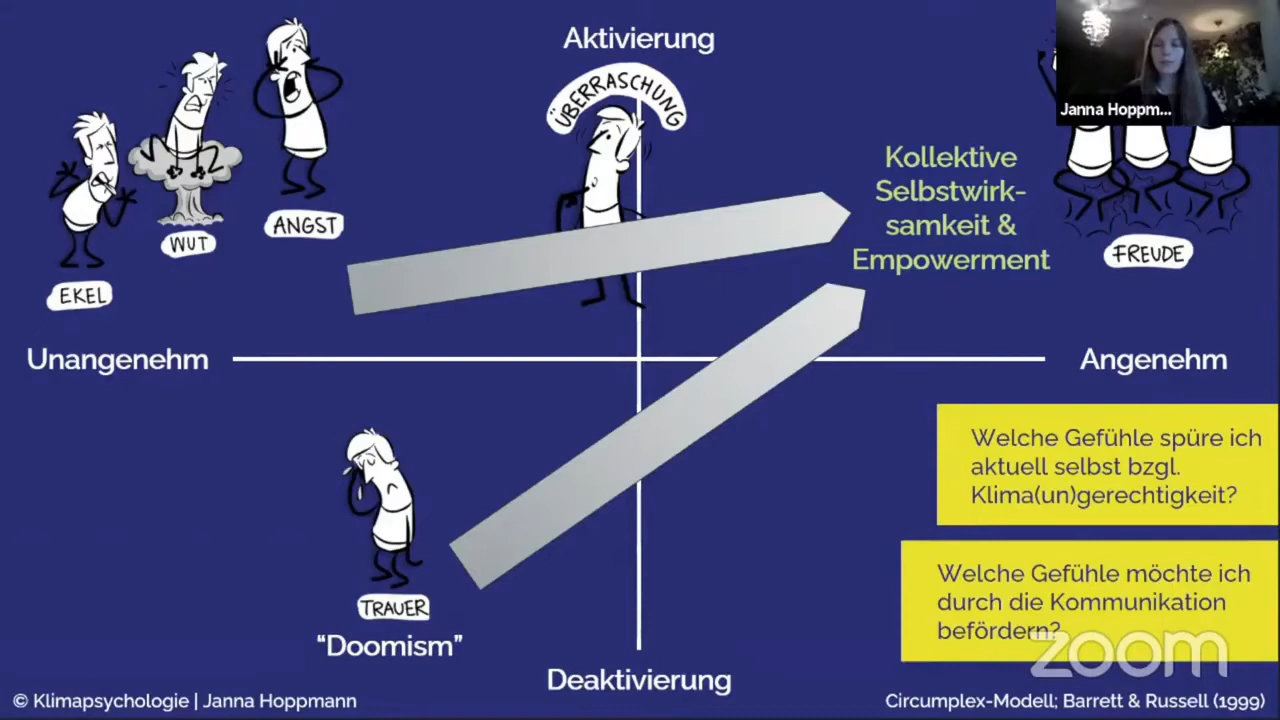 Aktivierung
Janna Hoppm...
ÜBERRASCHUNG
Kollektive
Selbstwirk-
samkeit &
Empowerment
EKEL
WUT
ANGST
FREUDE
Unangenehm
Angenehm
Welche Gefühle spüre ich
aktuell selbst bzgl.
Klima(un)gerechtigkeit?
Welche Gefühle möchte ich
durch die Kommunikation
befördern?
TRAUER
“Doomism”
Deaktivierung
zoom
© Klimapsychologie | Janna Hoppmann
Circumplex-Modell; Barrett & Russell (1999)